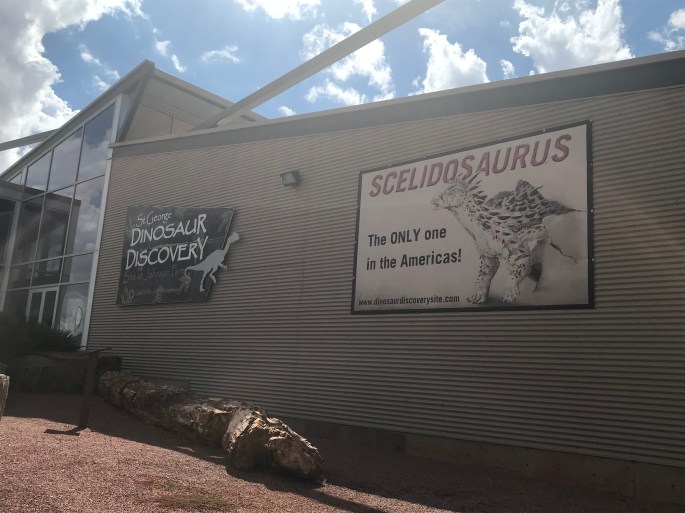 St. George
DINOSAUR
DISCOVERY
SCELIDOSAURUS
The ONLY one
in the Americas!
www.dinosaurdiscoverysite.com